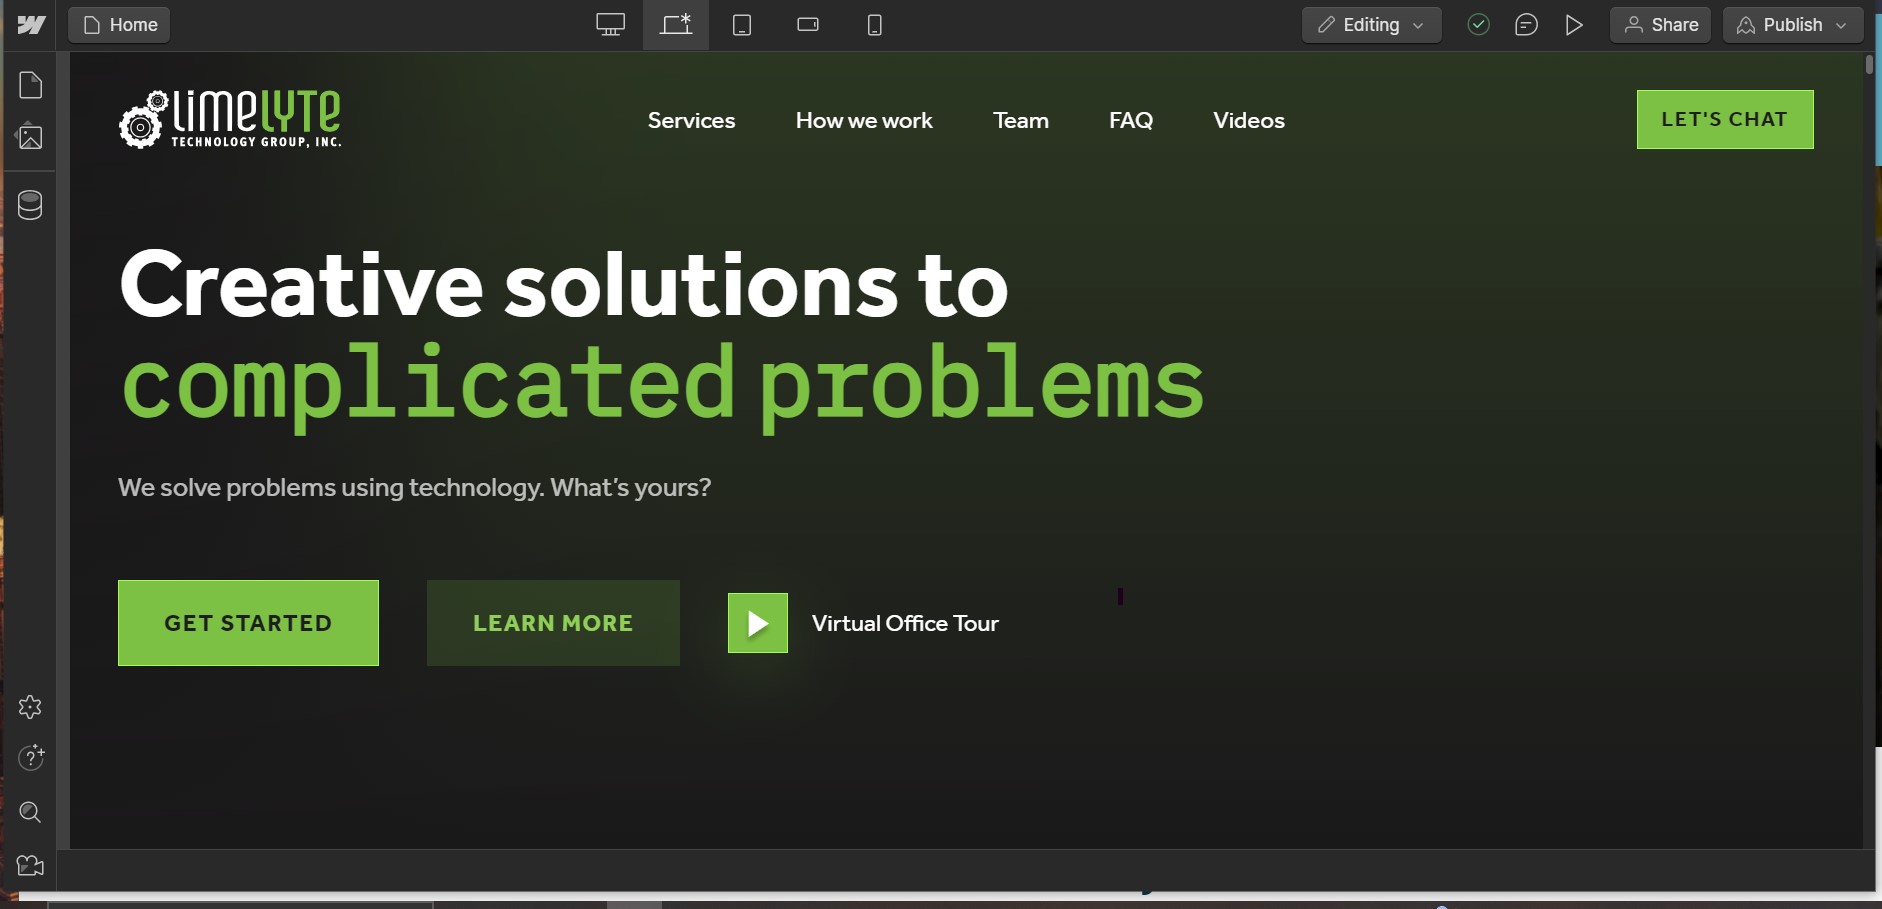 Home
Editing
Share
Publish
limelyte
TECHNOLOGY GROUP, INC.
Services
How we work
Team
FAQ
Videos
LET'S CHAT
Creative solutions to
complicated problems
We solve problems using technology. What’s yours?
GET STARTED
LEARN MORE
Virtual Office Tour